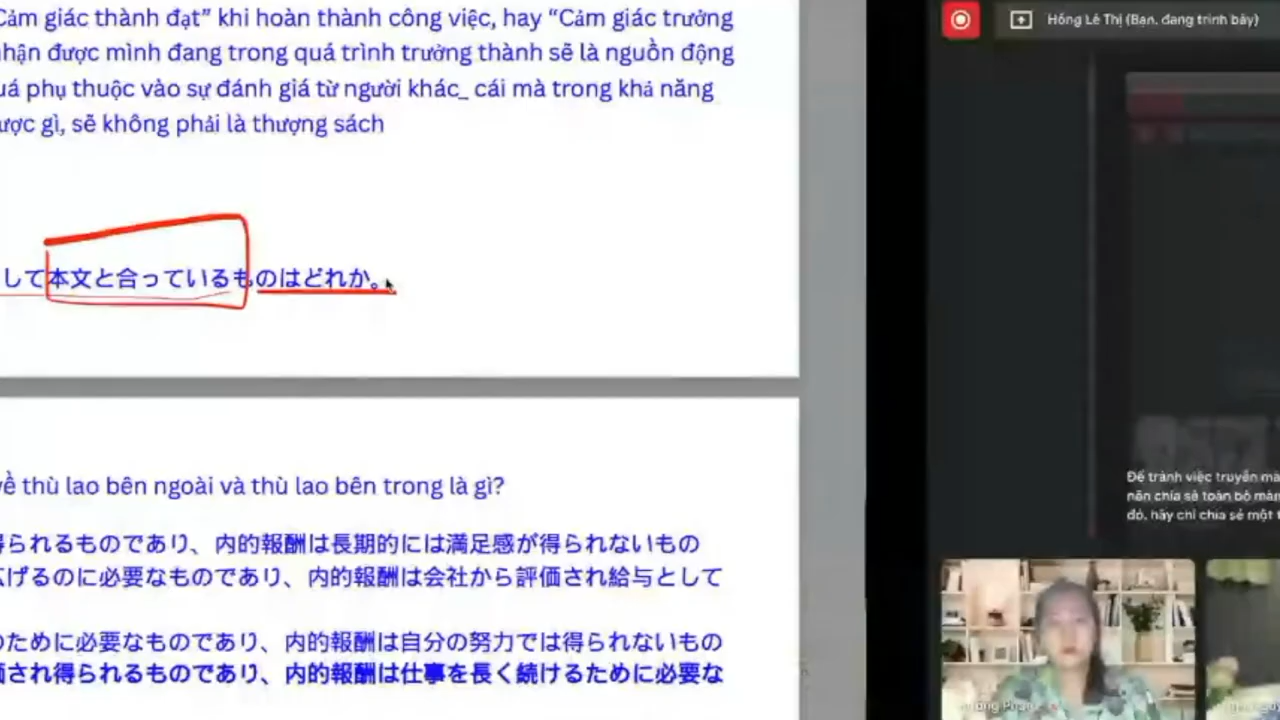 Cảm giác thành đạt” khi hoàn thành công việc, hay “Cảm giác trưởng
nhận được mình đang trong quá trình trưởng thành sẽ là nguồn động
quá phụ thuộc vào sự đánh giá từ người khác_ cái mà trong khả năng
được gì, sẽ không phải là thượng sách
して本文と合っているものはどれか。
về thù lao bên ngoài và thù lao bên trong là gì?
得られるものであり、内的報酬は長期的には満足感が得られないもの
広げるのに必要なものであり、内的報酬は会社から評価され給与として
のために必要なものであり、内的報酬は自分の努力では得られないもの
価され得られるものであり、内的報酬は仕事を長く続けるために必要な
Hồng Lê Thị (Bạn, đang trình bày)
Để tránh việc truyền mà
nên chia sẻ toàn bộ màn
đó, hãy chỉ chia sẻ một t